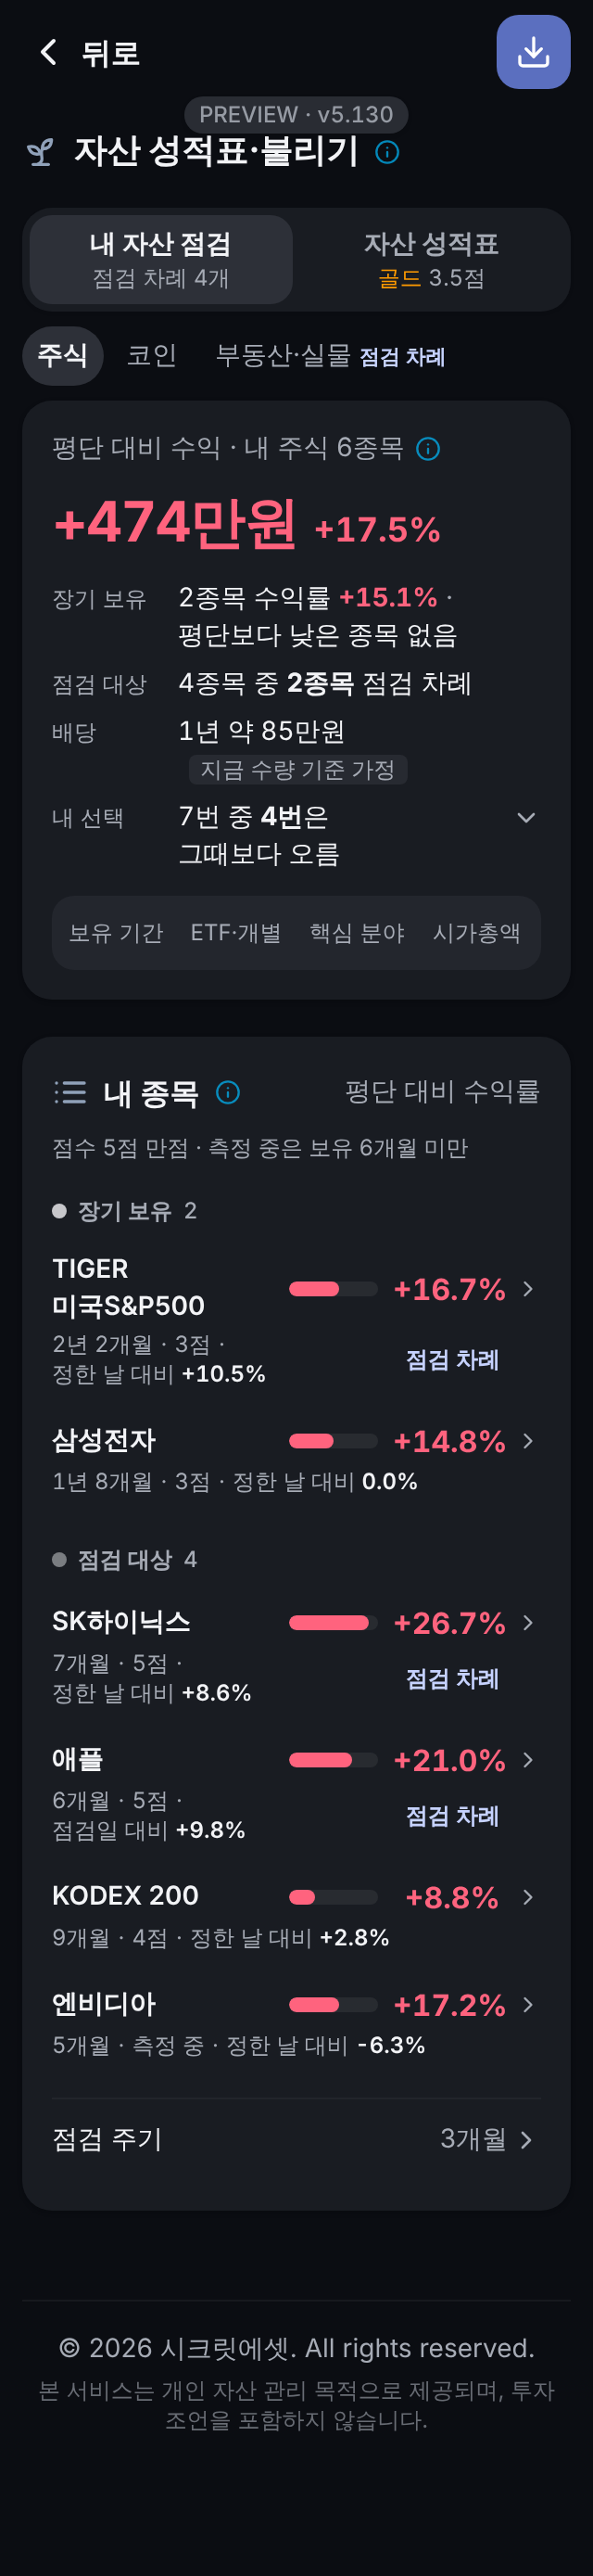 뒤로
PREVIEW · v5.130
자산 성적표·불리기
내 자산 점검
점검 차례 4개
자산 성적표
골드 3.5점
주식
코인
부동산·실물 점검 차례
평단 대비 수익 · 내 주식 6종목
+474만원 +17.5%
장기 보유 2종목 수익률 +15.1% ·
평단보다 낮은 종목 없음
점검 대상 4종목 중 2종목 점검 차례
배당 1년 약 85만원
지금 수량 기준 가정
내 선택 7번 중 4번은
그때보다 오름
보유 기간 ETF·개별 핵심 분야 시가총액
내 종목 평단 대비 수익률
점수 5점 만점 · 측정 중은 보유 6개월 미만
장기 보유 2
TIGER
미국S&P500
+16.7%
2년 2개월 · 3점 ·
정한 날 대비 +10.5%
점검 차례
삼성전자 +14.8%
1년 8개월 · 3점 · 정한 날 대비 0.0%
점검 대상 4
SK하이닉스 +26.7%
7개월 · 5점 ·
정한 날 대비 +8.6%
점검 차례
애플 +21.0%
6개월 · 5점 ·
점검일 대비 +9.8%
점검 차례
KODEX 200 +8.8%
9개월 · 4점 · 정한 날 대비 +2.8%
엔비디아 +17.2%
5개월 · 측정 중 · 정한 날 대비 -6.3%
점검 주기 3개월
© 2026 시크릿에셋. All rights reserved.
본 서비스는 개인 자산 관리 목적으로 제공되며, 투자
조언을 포함하지 않습니다.